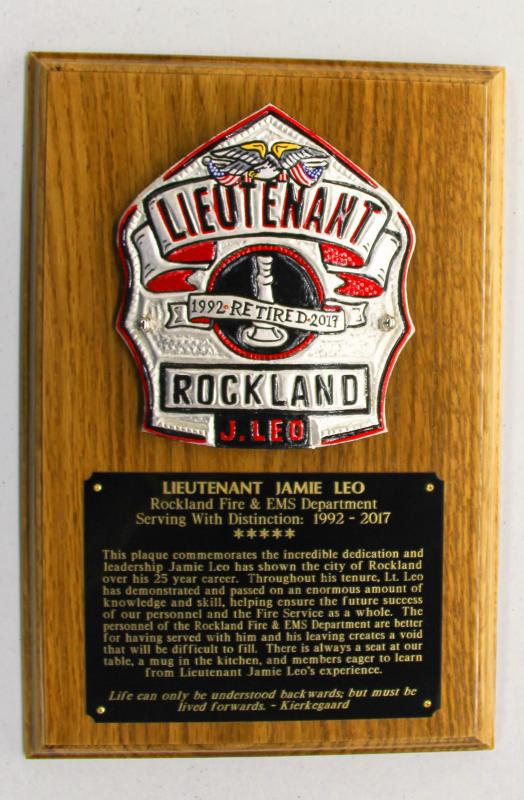 LIEUTENANT
1992•RETIRED•2017
ROCKLAND
J. LEO
LIEUTENANT JAMIE LEO
Rockland Fire & EMS Department
Serving With Distinction: 1992 - 2017
★★★★★
This plaque commemorates the incredible dedication and
leadership Jamie Leo has shown the city of Rockland
over his 25 year career. Throughout his tenure, Lt. Leo
has demonstrated and passed on an enormous amount of
knowledge and skill, helping ensure the future success
of our personnel and the Fire Service as a whole. The
personnel of the Rockland Fire & EMS Department are better
for having served with him and his leaving creates a void
that will be difficult to fill. There is always a seat at our
table, a mug in the kitchen, and members eager to learn
from Lieutenant Jamie Leo's experience.
Life can only be understood backwards; but must be
lived forwards. - Kierkegaard